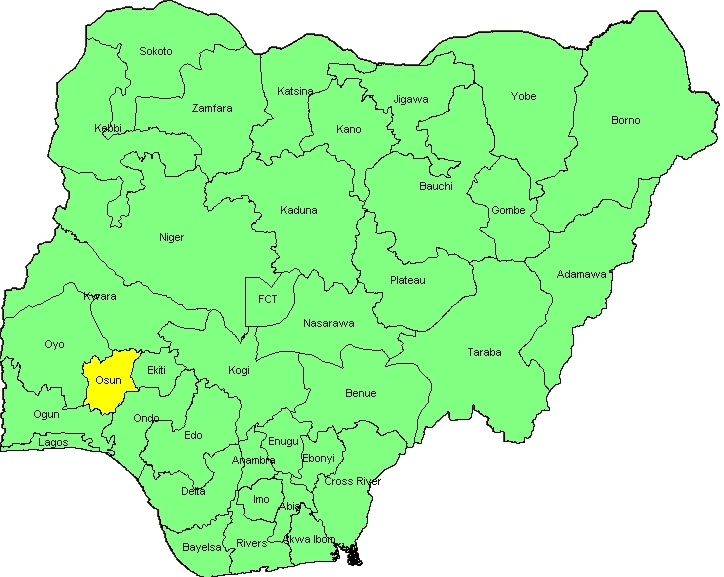 Sokoto
Katsina
Jigawa
Yobe
Zamfara
Borno
Kebbi
Kano
Bauchi
Kaduna
Gombe
Niger
Adamawa
Plateau
Kwara
FCT
Nasarawa
Oyo
Taraba
Osun
Ekiti
Kogi
Benue
Ogun
Ondo
Edo
Lagos
Enugu
Anambra
Ebonyi
Cross River
Delta
Imo
Abia
Bayelsa
Rivers
Akwa Ibom